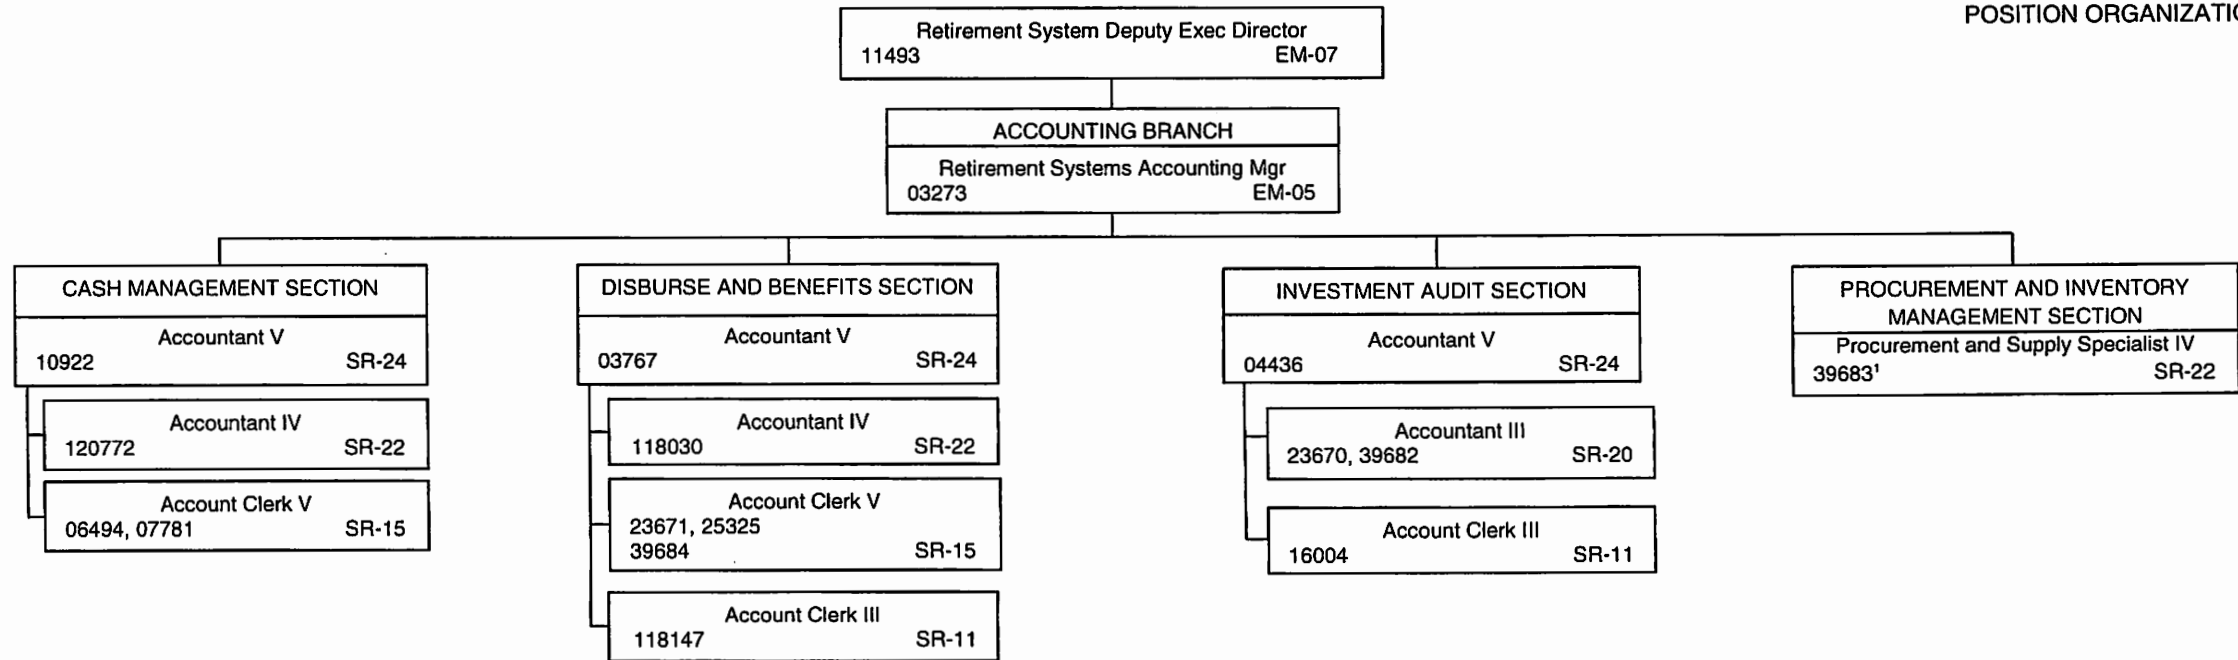 POSITION ORGANIZATIO
Retirement System Deputy Exec Director
11493 EM-07
ACCOUNTING BRANCH
Retirement Systems Accounting Mgr
03273 EM-05
CASH MANAGEMENT SECTION
Accountant V
10922 SR-24
Accountant IV
120772 SR-22
Account Clerk V
06494, 07781 SR-15
DISBURSE AND BENEFITS SECTION
Accountant V
03767 SR-24
Accountant IV
118030 SR-22
Account Clerk V
23671, 25325
39684 SR-15
Account Clerk III
118147 SR-11
INVESTMENT AUDIT SECTION
Accountant V
04436 SR-24
Accountant III
23670, 39682 SR-20
Account Clerk III
16004 SR-11
PROCUREMENT AND INVENTORY
MANAGEMENT SECTION
Procurement and Supply Specialist IV
39683¹ SR-22